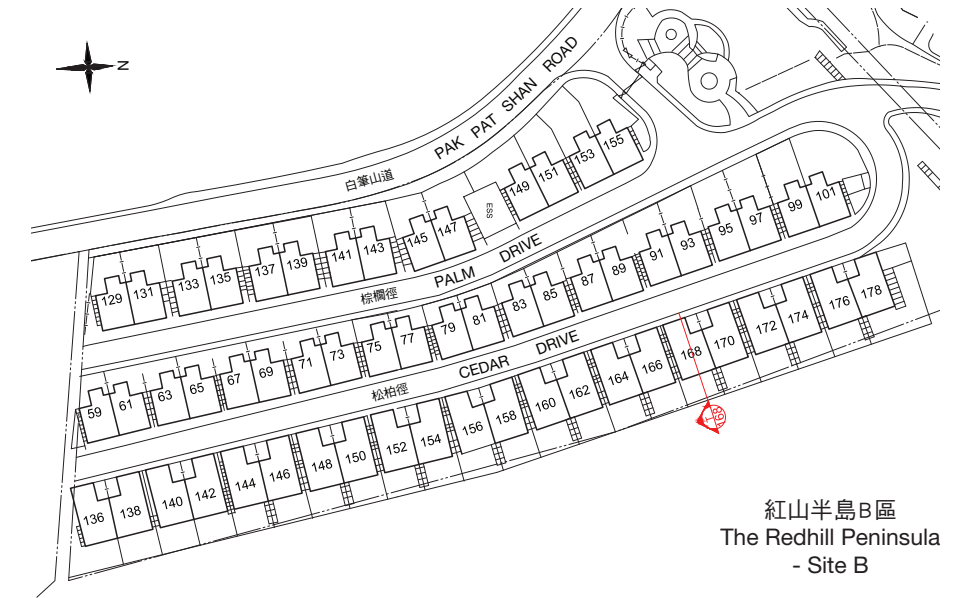 N
PAK PAT SHAN ROAD
白筆山道
149 151 153 155
ESS
129 131 133 135 137 139 141 143 145 147
PALM DRIVE
棕櫚徑
59 61 63 65 67 69 71 73 75 77 79 81 83 85 87 89 91 93 95 97 99 101
CEDAR DRIVE
松柏徑
136 138 140 142 144 146 148 150 152 154 156 158 160 162 164 166 168 170 172 174 176 178
168
紅山半島B區
The Redhill Peninsula
- Site B